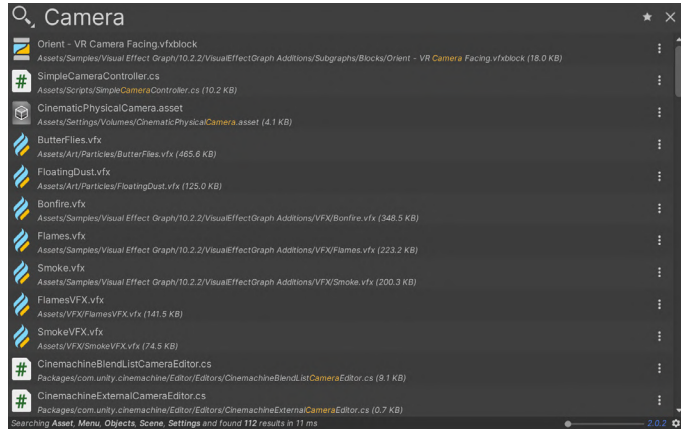 Camera
Orient - VR Camera Facing.vfxblock
Assets/Samples/Visual Effect Graph/10.2.2/VisualEffectGraph Additions/Subgraphs/Blocks/Orient - VR Camera Facing.vfxblock (18.0 KB)
SimpleCameraController.cs
Assets/Scripts/SimpleCameraController.cs (10.2 KB)
CinematicPhysicalCamera.asset
Assets/Settings/Volumes/CinematicPhysicalCamera.asset (4.1 KB)
ButterFlies.vfx
Assets/Art/Particles/ButterFlies.vfx (465.6 KB)
FloatingDust.vfx
Assets/Art/Particles/FloatingDust.vfx (125.0 KB)
Bonfire.vfx
Assets/Samples/Visual Effect Graph/10.2.2/VisualEffectGraph Additions/VFX/Bonfire.vfx (348.5 KB)
Flames.vfx
Assets/Samples/Visual Effect Graph/10.2.2/VisualEffectGraph Additions/VFX/Flames.vfx (223.2 KB)
Smoke.vfx
Assets/Samples/Visual Effect Graph/10.2.2/VisualEffectGraph Additions/VFX/Smoke.vfx (200.3 KB)
FlamesVFX.vfx
Assets/VFX/FlamesVFX.vfx (141.5 KB)
SmokeVFX.vfx
Assets/VFX/SmokeVFX.vfx (74.5 KB)
CinemachineBlendListCameraEditor.cs
Packages/com.unity.cinemachine/Editor/Editors/CinemachineBlendListCameraEditor.cs (9.1 KB)
CinemachineExternalCameraEditor.cs
Packages/com.unity.cinemachine/Editor/Editors/CinemachineExternalCameraEditor.cs (0.7 KB)
Searching Asset, Menu, Objects, Scene, Settings and found 112 results in 11 ms
2.0.2